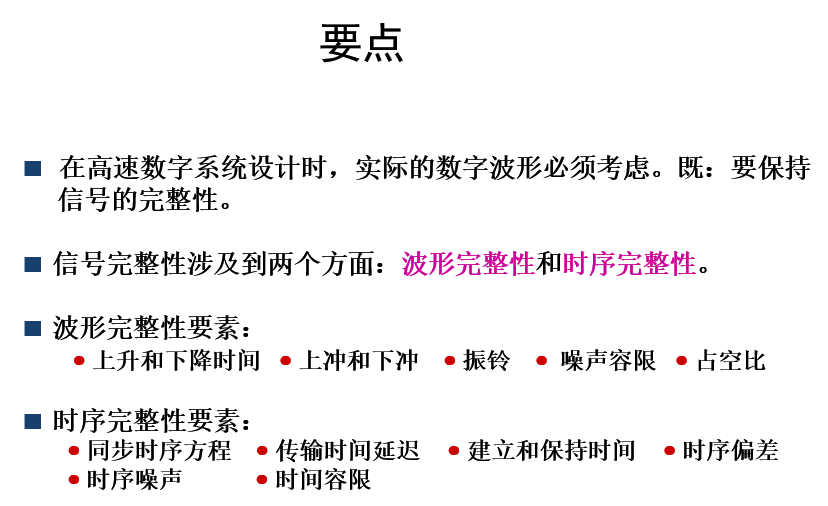 要点
在高速数字系统设计时，实际的数字波形必须考虑。既：要保持
信号的完整性。
信号完整性涉及到两个方面：波形完整性和时序完整性。
波形完整性要素：
上升和下降时间 上冲和下冲 振铃 噪声容限 占空比
时序完整性要素：
同步时序方程 传输时间延迟 建立和保持时间 时序偏差
时序噪声 时间容限